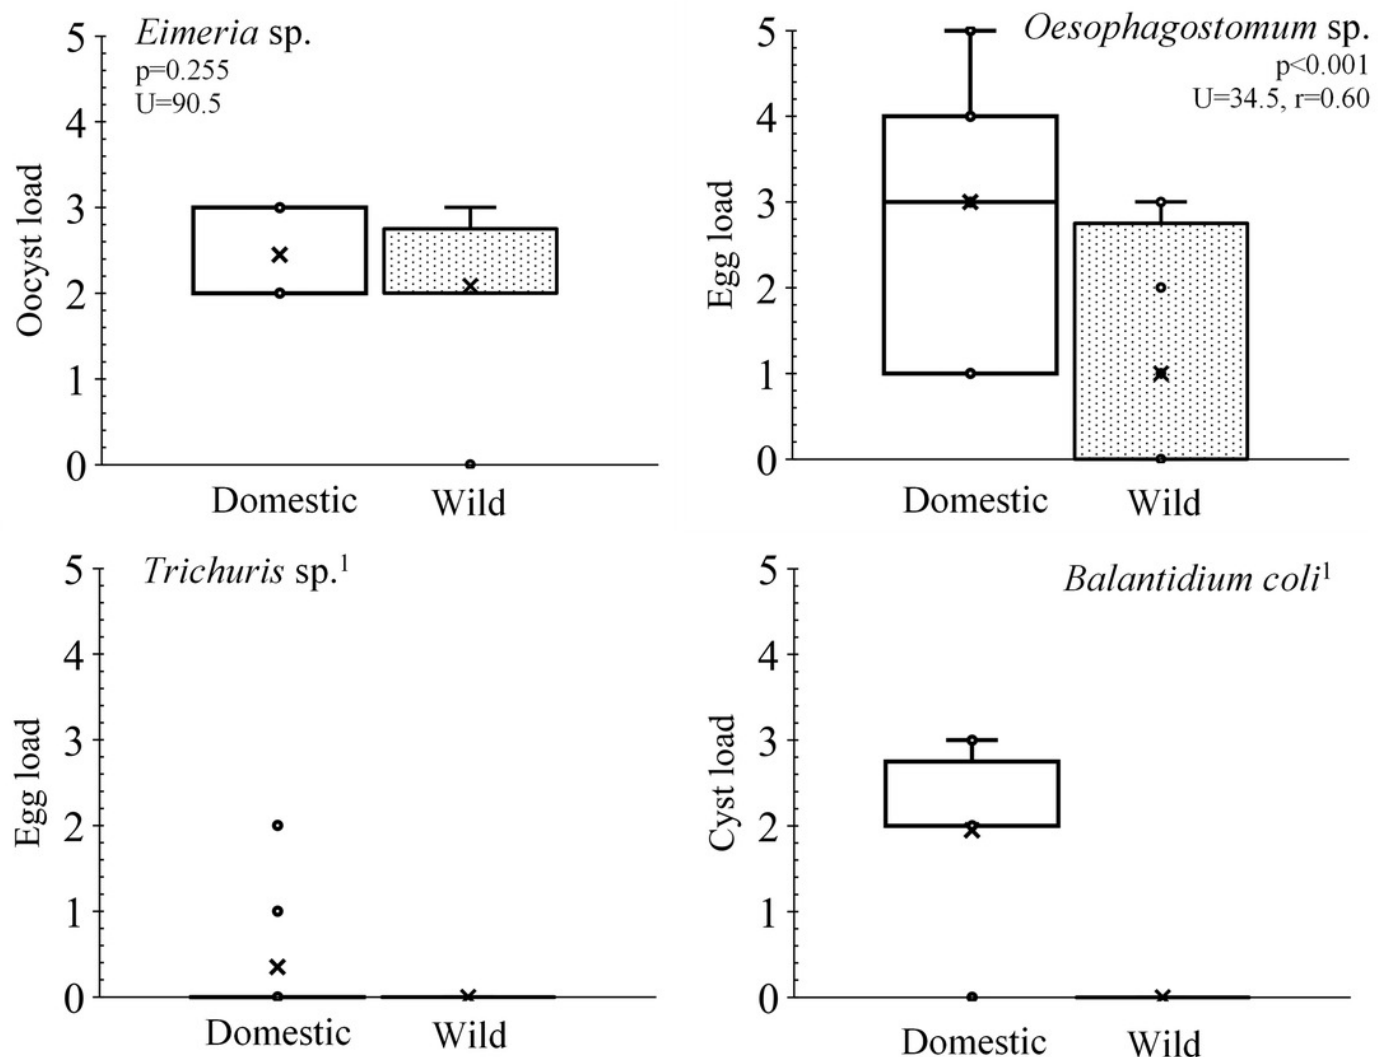 Eimeria sp.
p=0.255
U=90.5
Oocyst load
5
4
3
2
1
0
Domestic
Wild
Oesophagostomum sp.
p<0.001
U=34.5, r=0.60
Egg load
5
4
3
2
1
0
Domestic
Wild
Trichuris sp.¹
Egg load
5
4
3
2
1
0
Domestic
Wild
Balantidium coli¹
Cyst load
5
4
3
2
1
0
Domestic
Wild